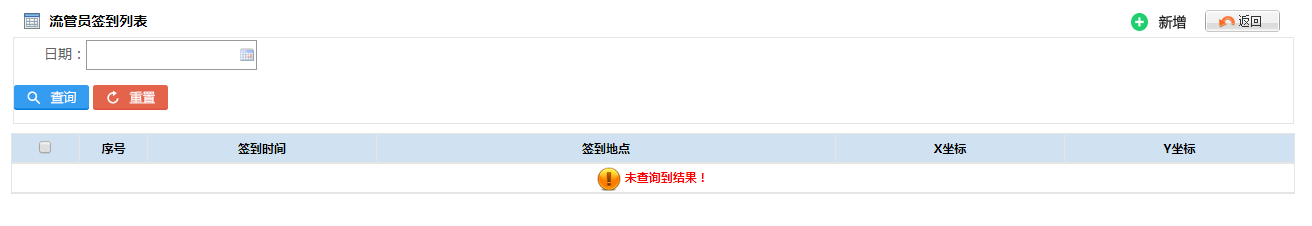 流管员签到列表
新增 返回
日期：
查询 重置
序号 签到时间 签到地点 X坐标 Y坐标
未查询到结果！